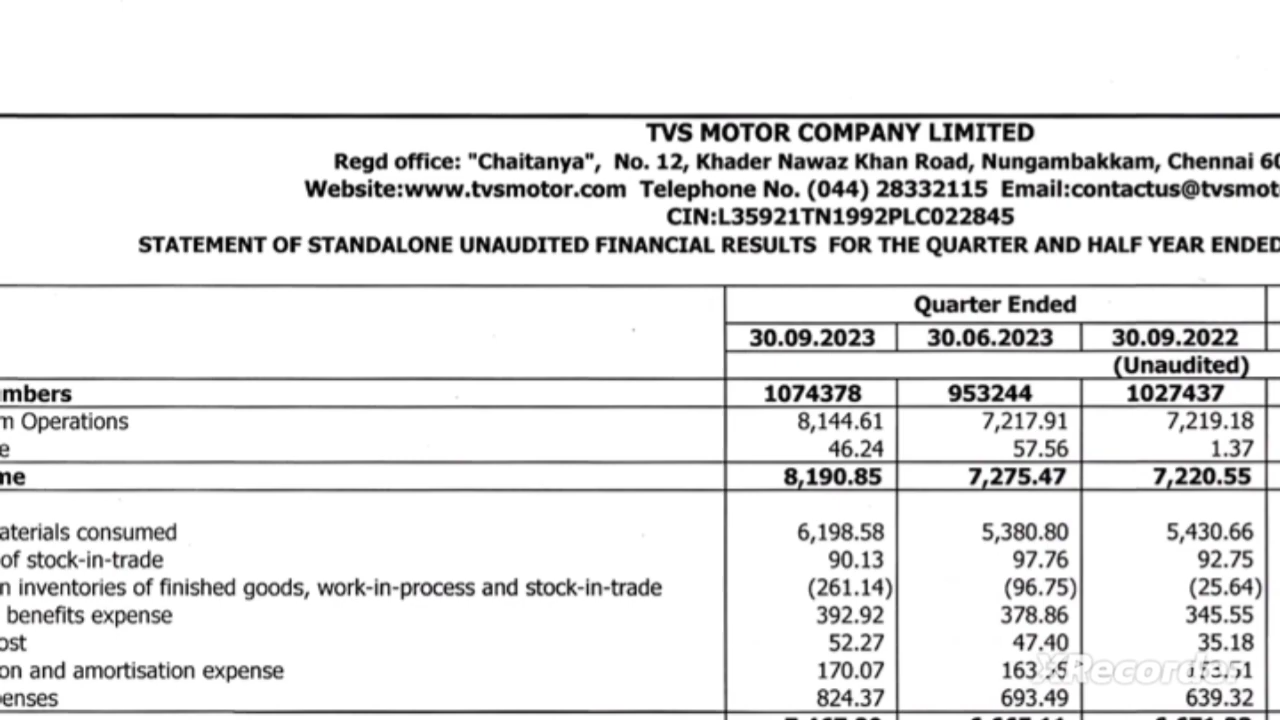 TVS MOTOR COMPANY LIMITED
Regd office: "Chaitanya", No. 12, Khader Nawaz Khan Road, Nungambakkam, Chennai 60
Website:www.tvsmotor.com Telephone No. (044) 28332115 Email:contactus@tvsmot
CIN:L35921TN1992PLC022845
STATEMENT OF STANDALONE UNAUDITED FINANCIAL RESULTS FOR THE QUARTER AND HALF YEAR ENDED
Quarter Ended
30.09.2023 30.06.2023 30.09.2022
(Unaudited)
umbers 1074378 953244 1027437
m Operations 8,144.61 7,217.91 7,219.18
e 46.24 57.56 1.37
me 8,190.85 7,275.47 7,220.55
aterials consumed 6,198.58 5,380.80 5,430.66
of stock-in-trade 90.13 97.76 92.75
n inventories of finished goods, work-in-process and stock-in-trade (261.14) (96.75) (25.64)
benefits expense 392.92 378.86 345.55
ost 52.27 47.40 35.18
on and amortisation expense 170.07
XRecorder
enses 824.37 693.49 639.32